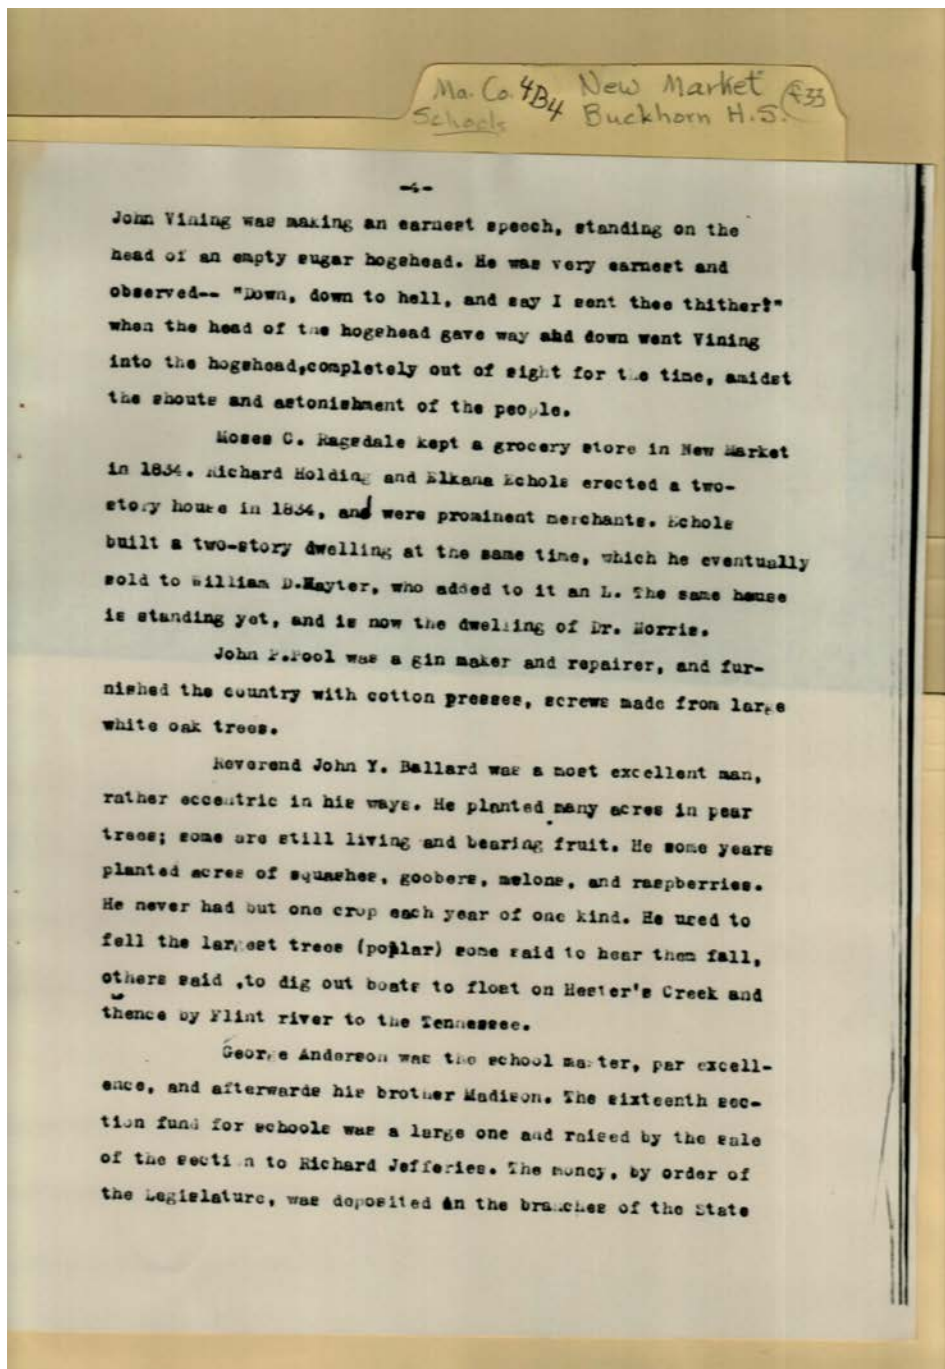 Ma. Co. 4B4 New Market F33
Schools Buckhorn H.S.
-4-
John Vining was making an earnest speech, standing on the
head of an empty sugar hogshead. He was very earnest and
observed-- "Down, down to hell, and say I sent thee thither!"
when the head of the hogshead gave way and down went Vining
into the hogshead,completely out of sight for the time, amidst
the shouts and astonishment of the people.
Moses C. Ragsdale kept a grocery store in New Market
in 1834. Richard Holding and Elkana Echols erected a two-
story house in 1834, and were prominent merchants. Echols
built a two-story dwelling at the same time, which he eventually
sold to William D.Hayter, who added to it an L. The same house
is standing yet, and is now the dwelling of Dr. Norris.
John P.Pool was a gin maker and repairer, and fur-
nished the country with cotton presses, screws made from large
white oak trees.
Reverend John Y. Ballard was a most excellent man,
rather eccentric in his ways. He planted many acres in pear
trees; some are still living and bearing fruit. He some years
planted acres of squashes, goobers, melons, and raspberries.
He never had but one crop each year of one kind. He used to
fell the largest trees (poplar) some said to hear them fall,
others said ,to dig out boats to float on Hester's Creek and
thence by Flint river to the Tennessee.
George Anderson was the school master, par excell-
ence, and afterwards his brother Madison. The sixteenth sec-
tion fund for schools was a large one and raised by the sale
of the section to Richard Jefferies. The money, by order of
the Legislature, was deposited in the branches of the State